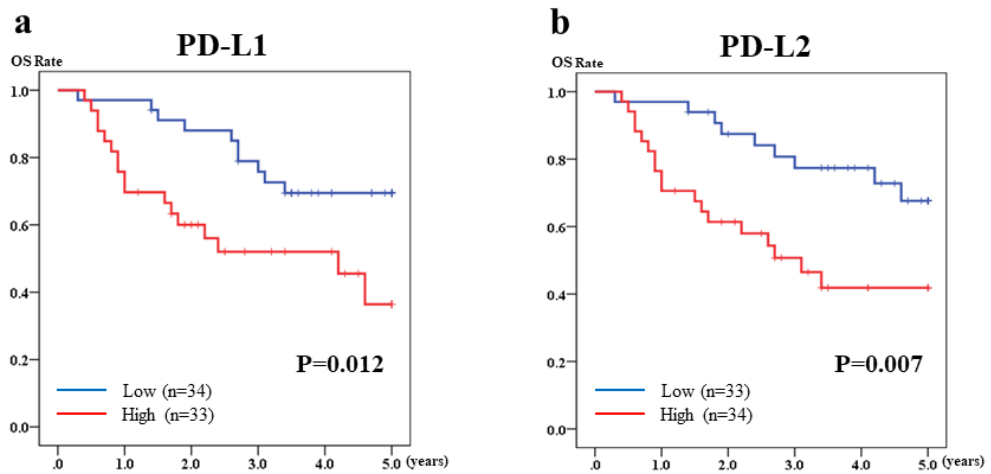 a
PD-L1
OS Rate
1.0
0.8
0.6
0.4
0.2
0.0
P=0.012
Low (n=34)
High (n=33)
.0 1.0 2.0 3.0 4.0 5.0 (years)
b
PD-L2
OS Rate
1.0
0.8
0.6
0.4
0.2
0.0
P=0.007
Low (n=33)
High (n=34)
.0 1.0 2.0 3.0 4.0 5.0 (years)